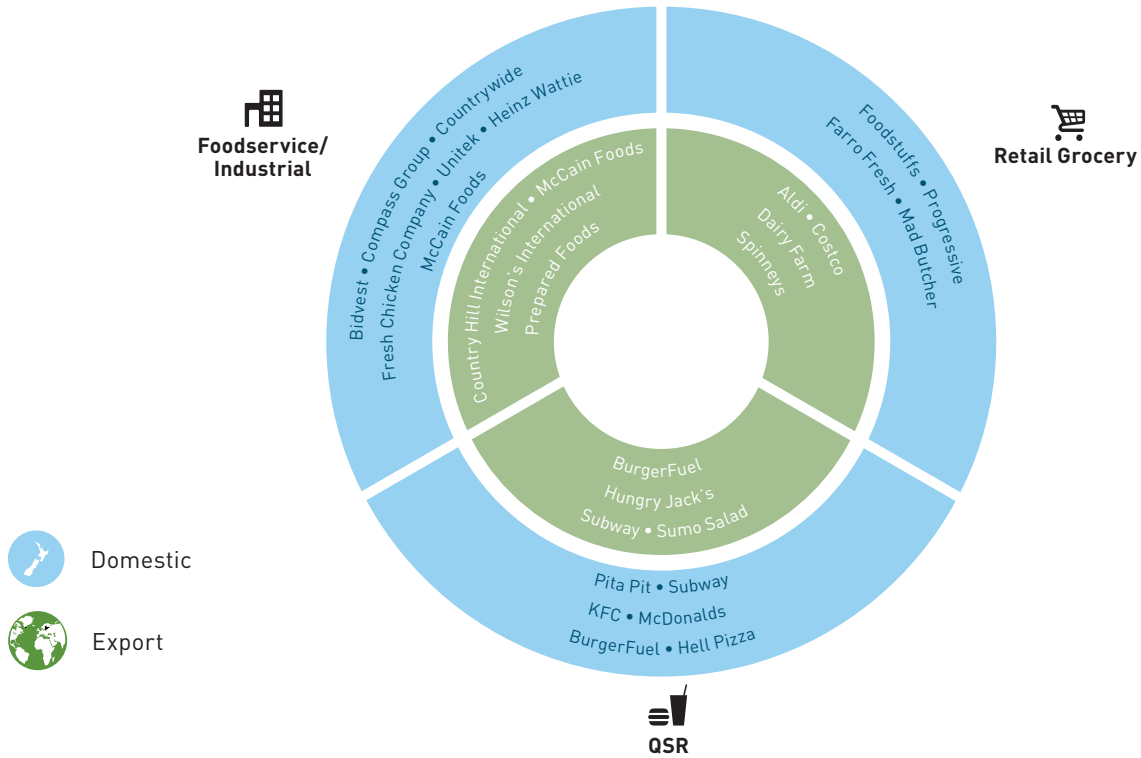 Foodservice/
Industrial
Bidvest • Compass Group • Countrywide
Fresh Chicken Company • Unitek • Heinz Wattie
McCain Foods
Country Hill International • McCain Foods
Wilson's International
Prepared Foods
Retail Grocery
Foodstuffs • Progressive
Farro Fresh • Mad Butcher
Aldi • Costco
Dairy Farm
Spinneys
BurgerFuel
Hungry Jack's
Subway • Sumo Salad
Pita Pit • Subway
KFC • McDonalds
BurgerFuel • Hell Pizza
QSR
Domestic
Export